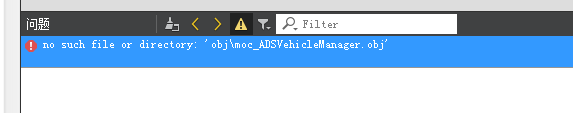 问题
Filter
no such file or directory: 'obj\moc_ADSVehicleManager.obj'